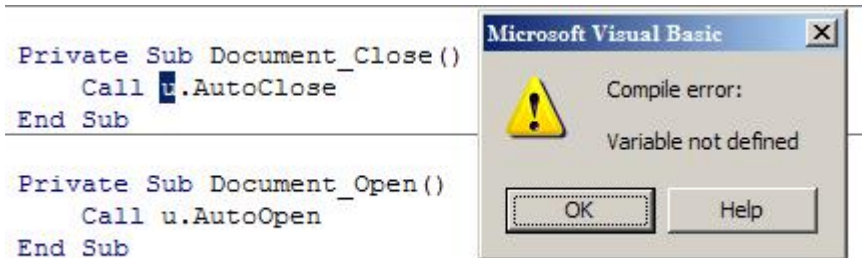 Private Sub Document_Close()
    Call u.AutoClose
End Sub
Private Sub Document_Open()
    Call u.AutoOpen
End Sub
Microsoft Visual Basic
Compile error:
Variable not defined
OK
Help